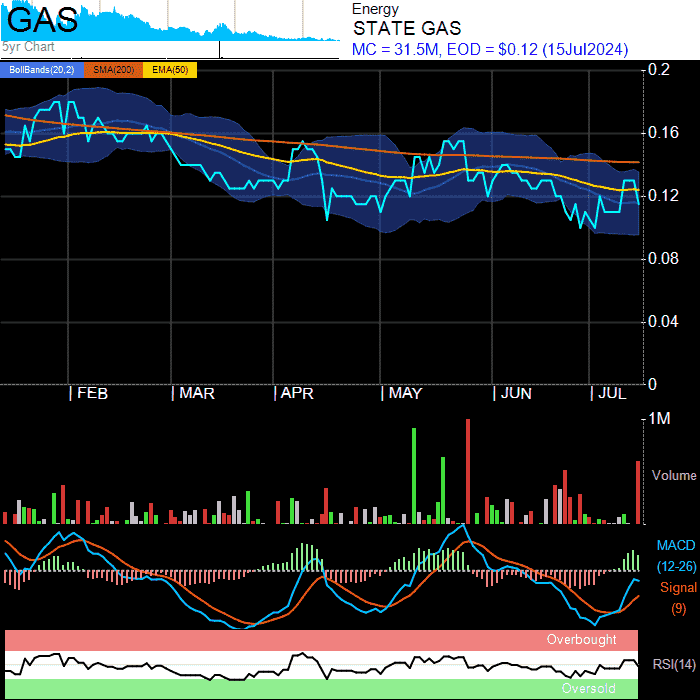 GAS
5yr Chart
Energy
STATE GAS
MC = 31.5M, EOD = $0.12 (15Jul2024)
BollBands(20,2) SMA(200) EMA(50)
0.2
0.16
0.12
0.08
0.04
0
FEB MAR APR MAY JUN JUL
1M
Volume
MACD
(12-26)
Signal
(9)
Overbought
RSI(14)
Oversold